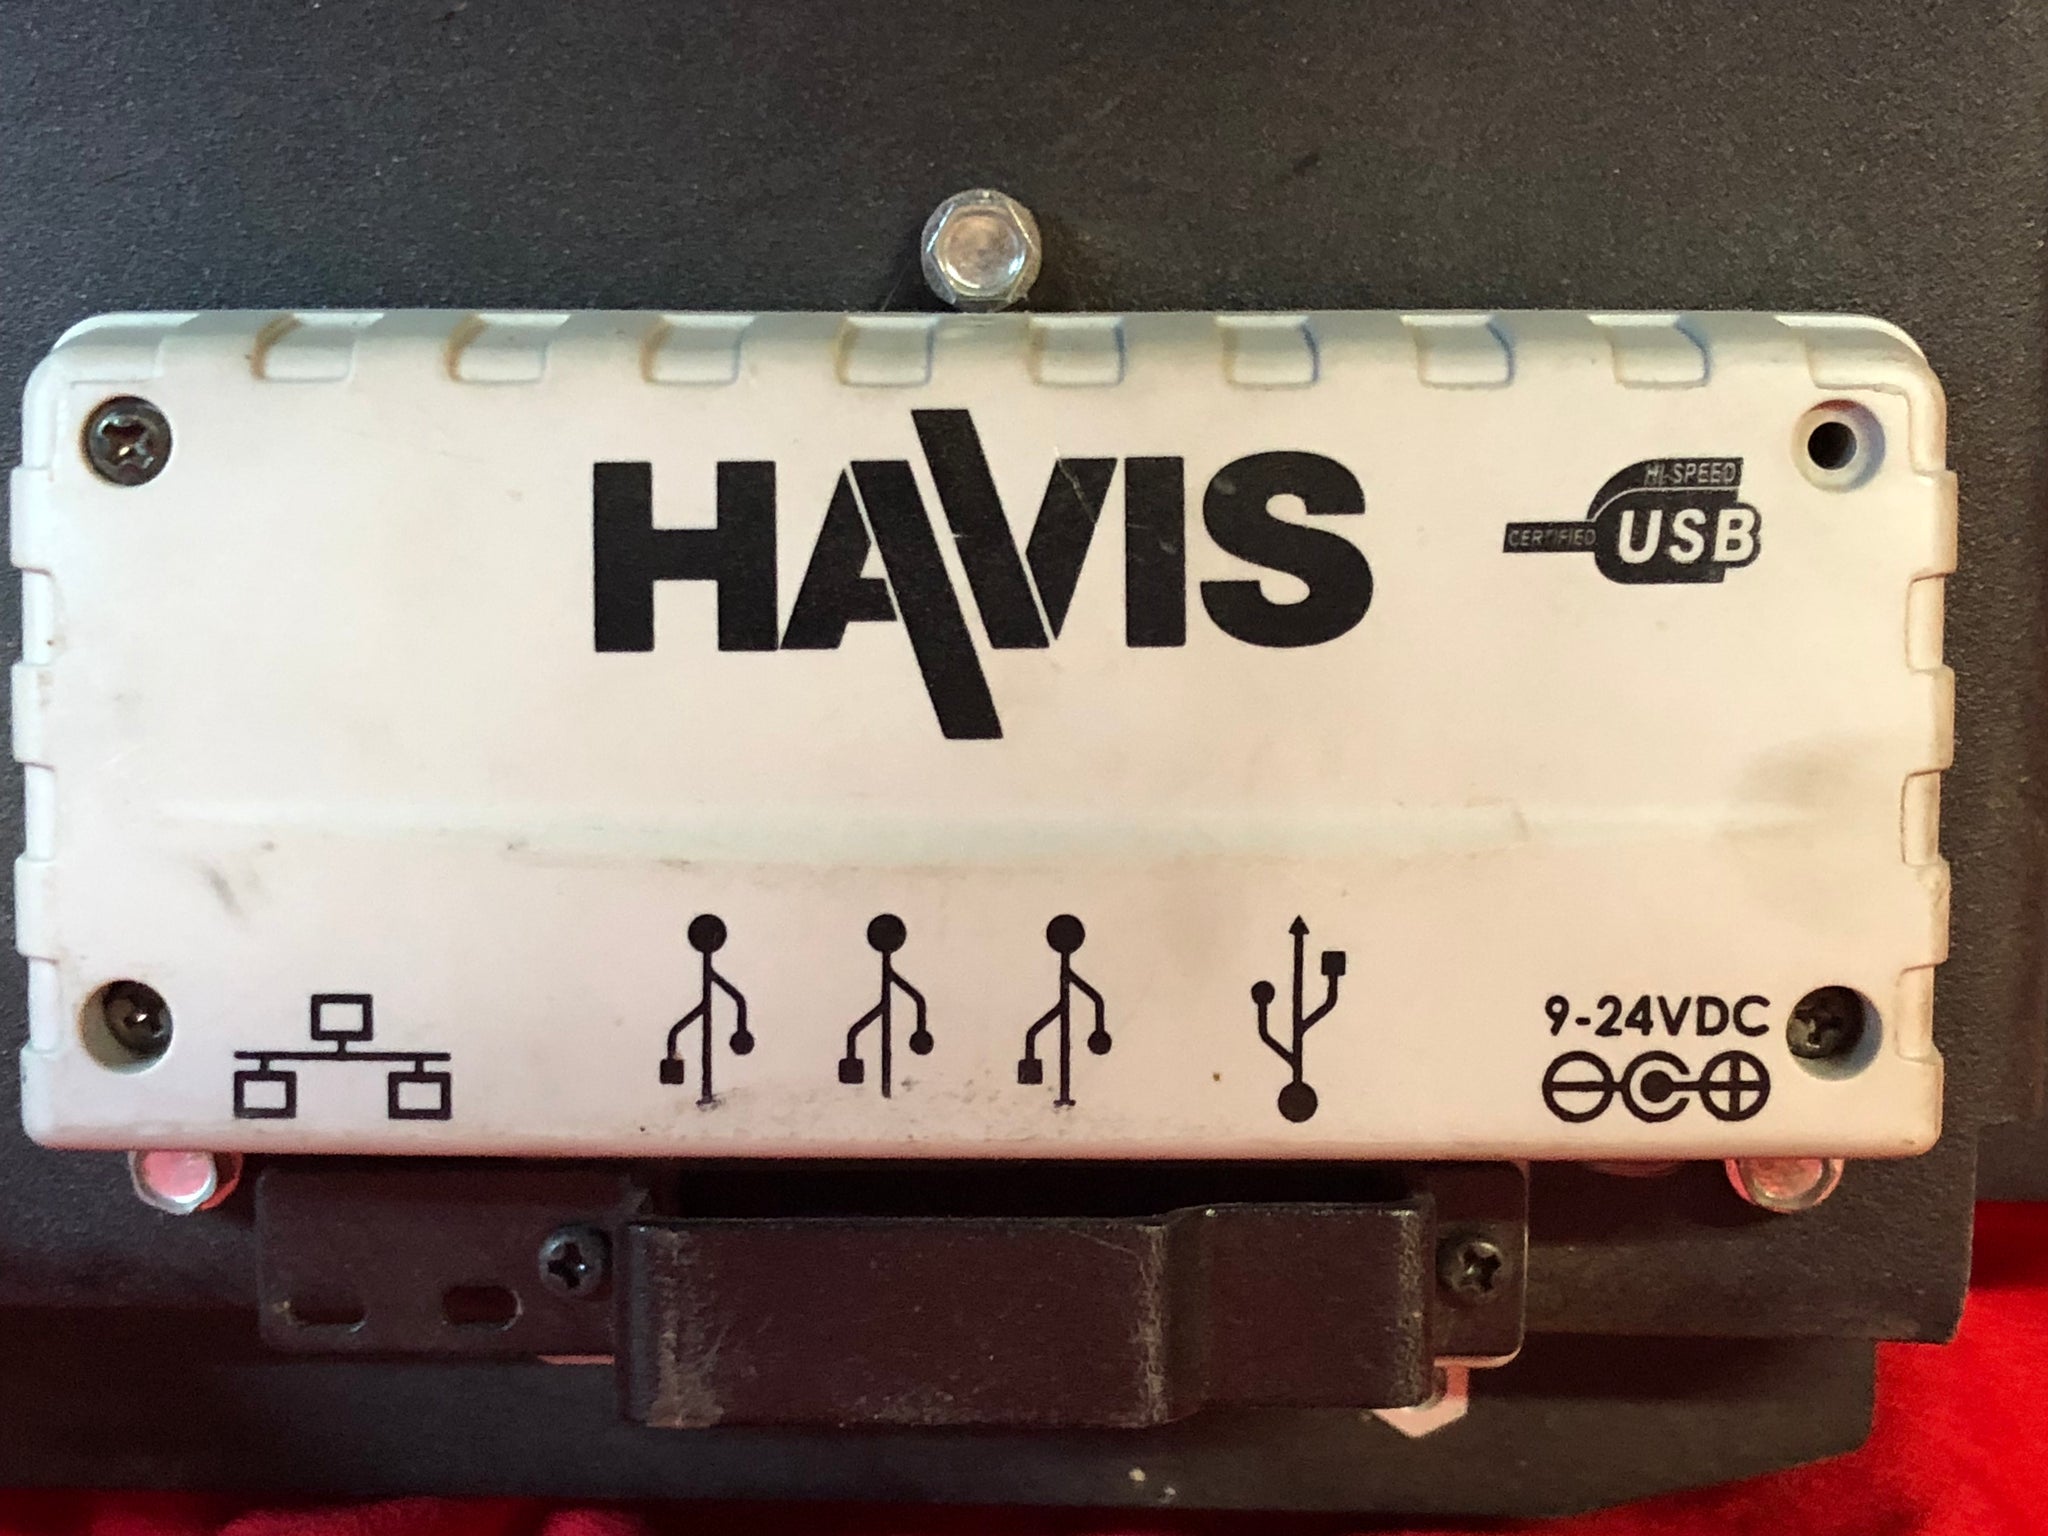 HAVIS
HI-SPEED
CERTIFIED
USB
9-24VDC